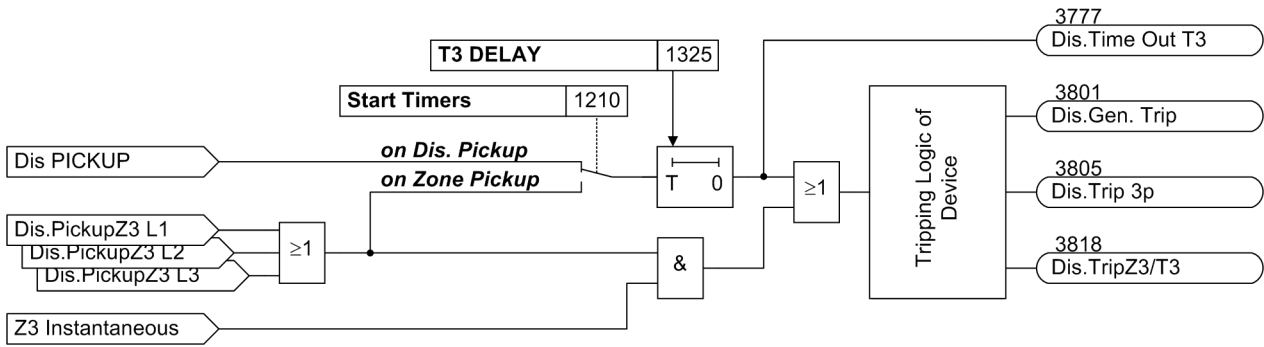 3777
Dis.Time Out T3
T3 DELAY 1325
Start Timers 1210
3801
Dis.Gen. Trip
Dis PICKUP
on Dis. Pickup
on Zone Pickup
T 0
≥1
Tripping Logic of
Device
3805
Dis.Trip 3p
Dis.PickupZ3 L1
Dis.PickupZ3 L2
Dis.PickupZ3 L3
≥1
&
3818
Dis.TripZ3/T3
Z3 Instantaneous